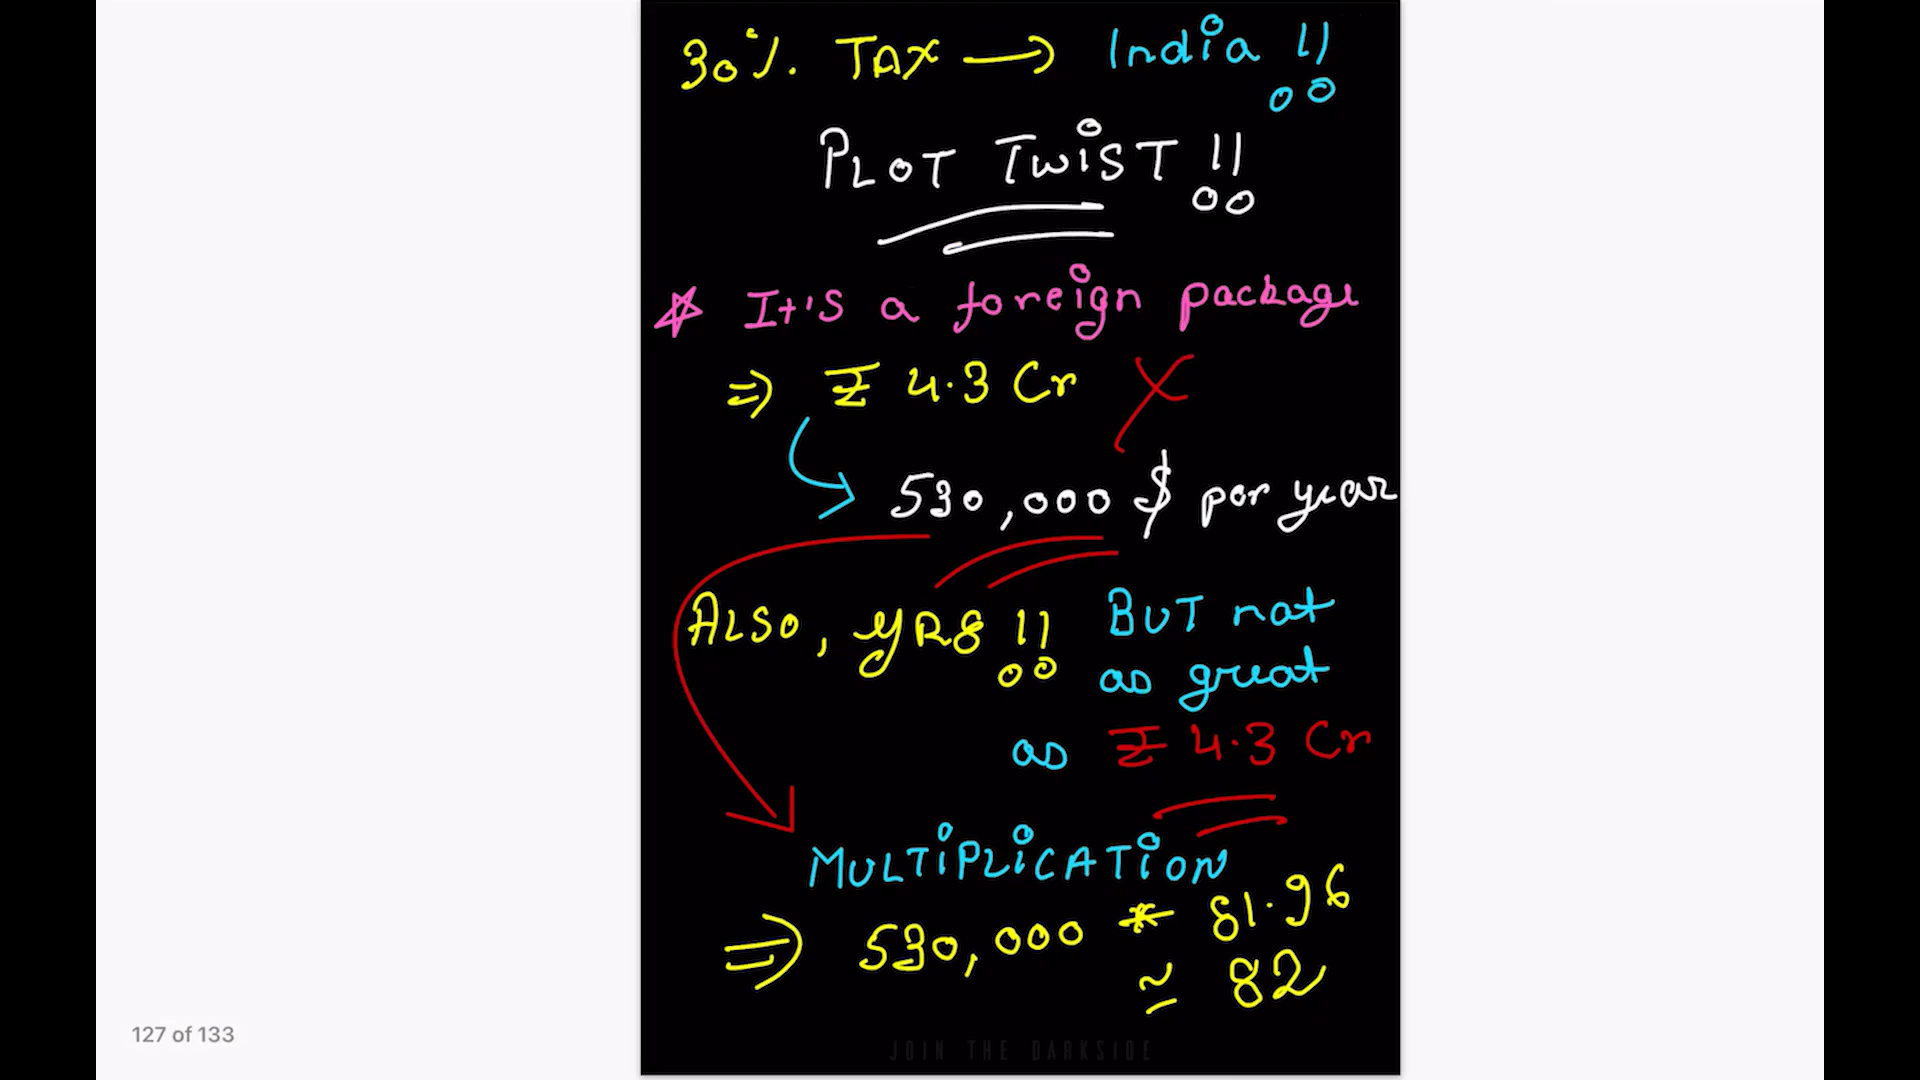 30% TAX → India !!
PLOT TWIST !!
☆ It's a foreign package
⇒ ₹ 4.3 Cr X
530,000 $ per year
ALSO, YRS !! BUT not
as great
as ₹ 4.3 Cr
MULTIPLICATION
⇒ 530,000 * 81.96
≃ 82
127 of 133
JOIN THE DARKSIDE